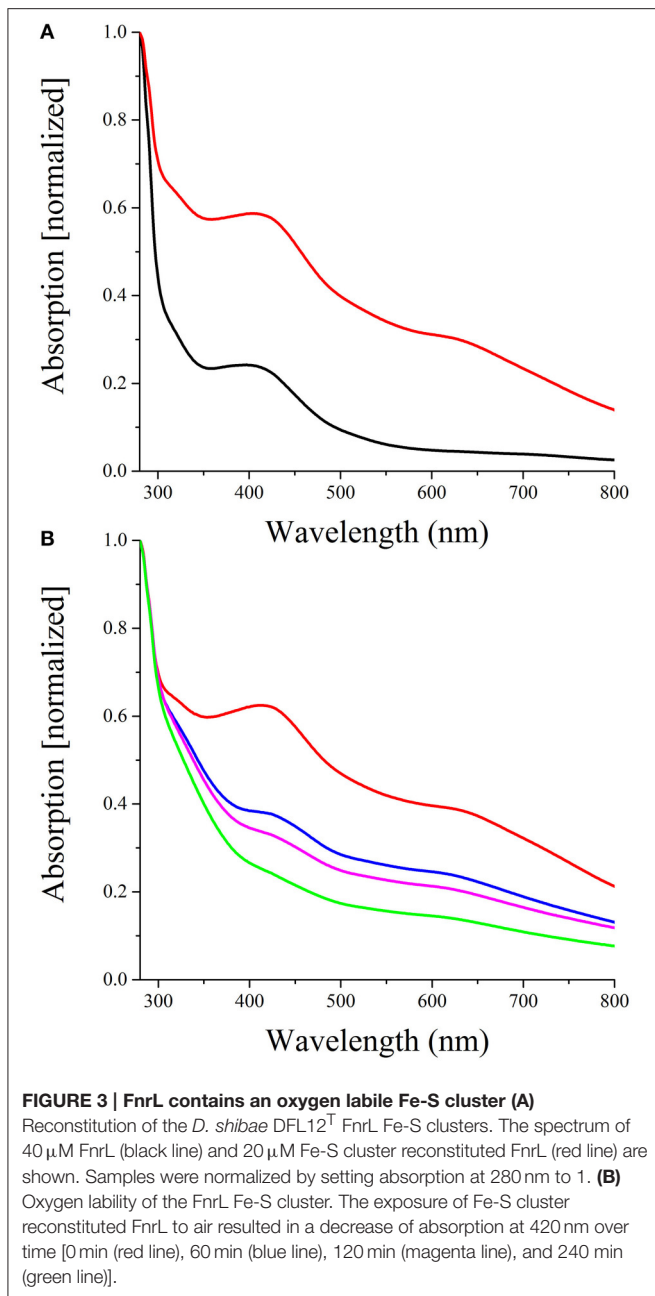 A
Absorption [normalized]
1.0
0.8
0.6
0.4
0.2
0.0
300 400 500 600 700 800
Wavelength (nm)
B
Absorption [normalized]
1.0
0.8
0.6
0.4
0.2
0.0
300 400 500 600 700 800
Wavelength (nm)
FIGURE 3 | FnrL contains an oxygen labile Fe-S cluster (A)
Reconstitution of the D. shibae DFL12T FnrL Fe-S clusters. The spectrum of
40 μM FnrL (black line) and 20 μM Fe-S cluster reconstituted FnrL (red line) are
shown. Samples were normalized by setting absorption at 280 nm to 1. (B)
Oxygen lability of the FnrL Fe-S cluster. The exposure of Fe-S cluster
reconstituted FnrL to air resulted in a decrease of absorption at 420 nm over
time [0 min (red line), 60 min (blue line), 120 min (magenta line), and 240 min
(green line)].